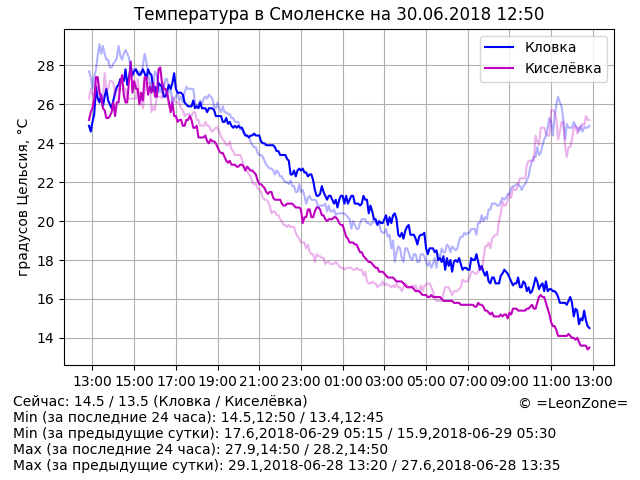 Температура в Смоленске на 30.06.2018 12:50
Кловка
Киселёвка
градусов Цельсия, °C
28
26
24
22
20
18
16
14
13:00 15:00 17:00 19:00 21:00 23:00 01:00 03:00 05:00 07:00 09:00 11:00 13:00
Сейчас: 14.5 / 13.5 (Кловка / Киселёвка)
© =LeonZone=
Min (за последние 24 часа): 14.5,12:50 / 13.4,12:45
Min (за предыдущие сутки): 17.6,2018-06-29 05:15 / 15.9,2018-06-29 05:30
Max (за последние 24 часа): 27.9,14:50 / 28.2,14:50
Max (за предыдущие сутки): 29.1,2018-06-28 13:20 / 27.6,2018-06-28 13:35